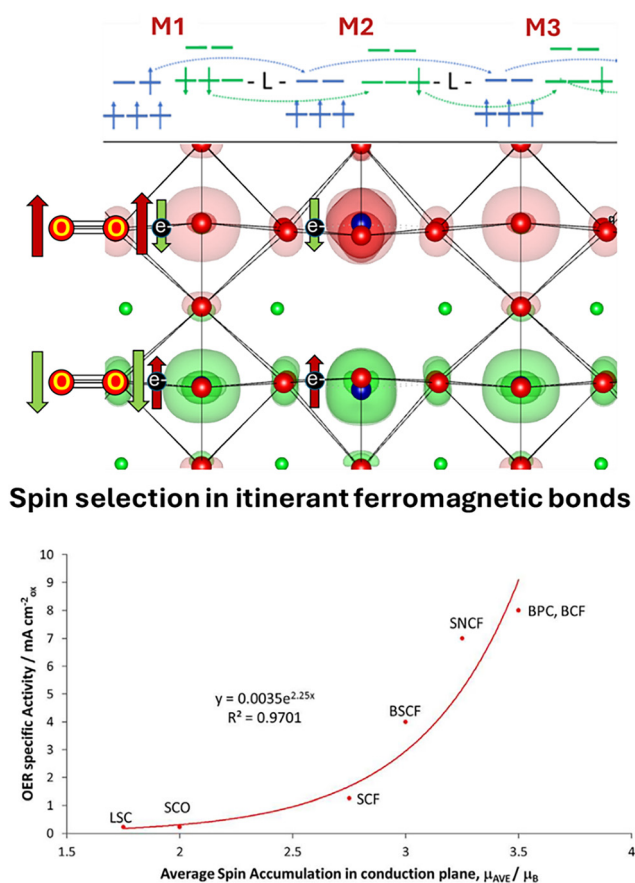 M1 M2 M3
- L - - L -
O O e⁻ e⁻
O O e⁻ e⁻
Spin selection in itinerant ferromagnetic bonds
10
9
8
7
6
5
4
3
2
1
0
OER specific Activity / mA cm⁻²ₒₓ
y = 0.0035e^2.25x
R² = 0.9701
LSC
SCO
SCF
BSCF
SNCF
BPC, BCF
1.5 2 2.5 3 3.5 4
Average Spin Accumulation in conduction plane, μAVE / μB